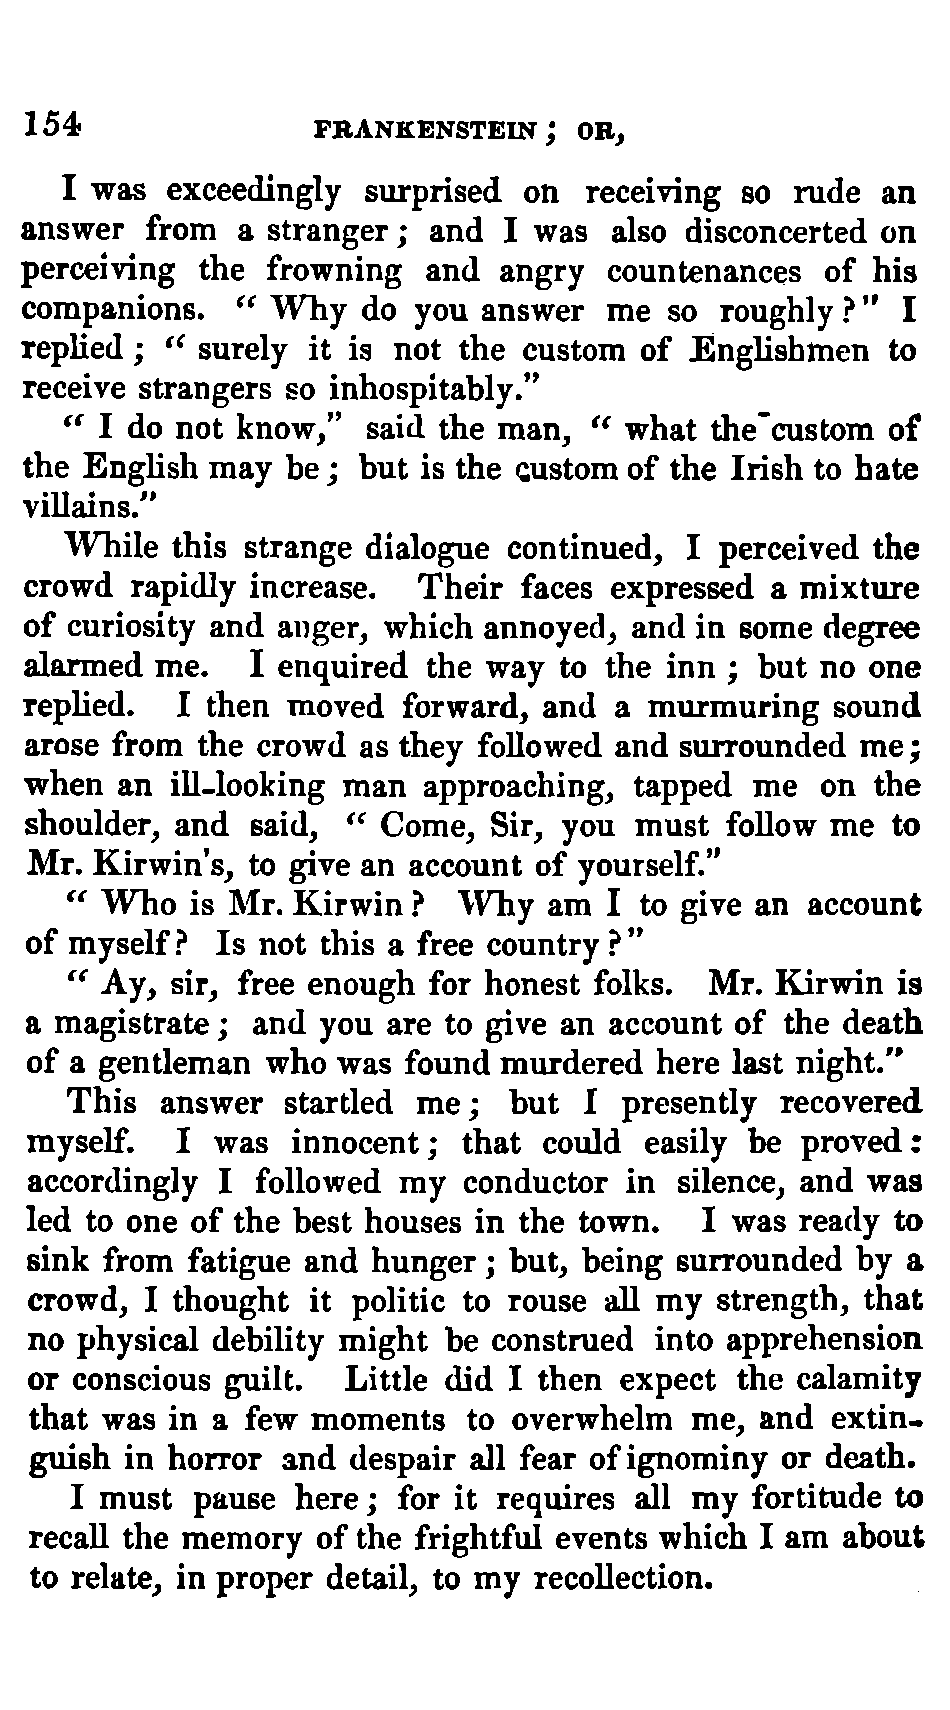 154 FRANKENSTEIN; OR,
I was exceedingly surprised on receiving so rude an
answer from a stranger; and I was also disconcerted on
perceiving the frowning and angry countenances of his
companions. "Why do you answer me so roughly?" I
replied; "surely it is not the custom of Englishmen to
receive strangers so inhospitably."
"I do not know," said the man, "what the custom of
the English may be; but is the custom of the Irish to hate
villains."
While this strange dialogue continued, I perceived the
crowd rapidly increase. Their faces expressed a mixture
of curiosity and anger, which annoyed, and in some degree
alarmed me. I enquired the way to the inn; but no one
replied. I then moved forward, and a murmuring sound
arose from the crowd as they followed and surrounded me;
when an ill-looking man approaching, tapped me on the
shoulder, and said, "Come, Sir, you must follow me to
Mr. Kirwin's, to give an account of yourself."
"Who is Mr. Kirwin? Why am I to give an account
of myself? Is not this a free country?"
"Ay, sir, free enough for honest folks. Mr. Kirwin is
a magistrate; and you are to give an account of the death
of a gentleman who was found murdered here last night."
This answer startled me; but I presently recovered
myself. I was innocent; that could easily be proved:
accordingly I followed my conductor in silence, and was
led to one of the best houses in the town. I was ready to
sink from fatigue and hunger; but, being surrounded by a
crowd, I thought it politic to rouse all my strength, that
no physical debility might be construed into apprehension
or conscious guilt. Little did I then expect the calamity
that was in a few moments to overwhelm me, and extin-
guish in horror and despair all fear of ignominy or death.
I must pause here; for it requires all my fortitude to
recall the memory of the frightful events which I am about
to relate, in proper detail, to my recollection.